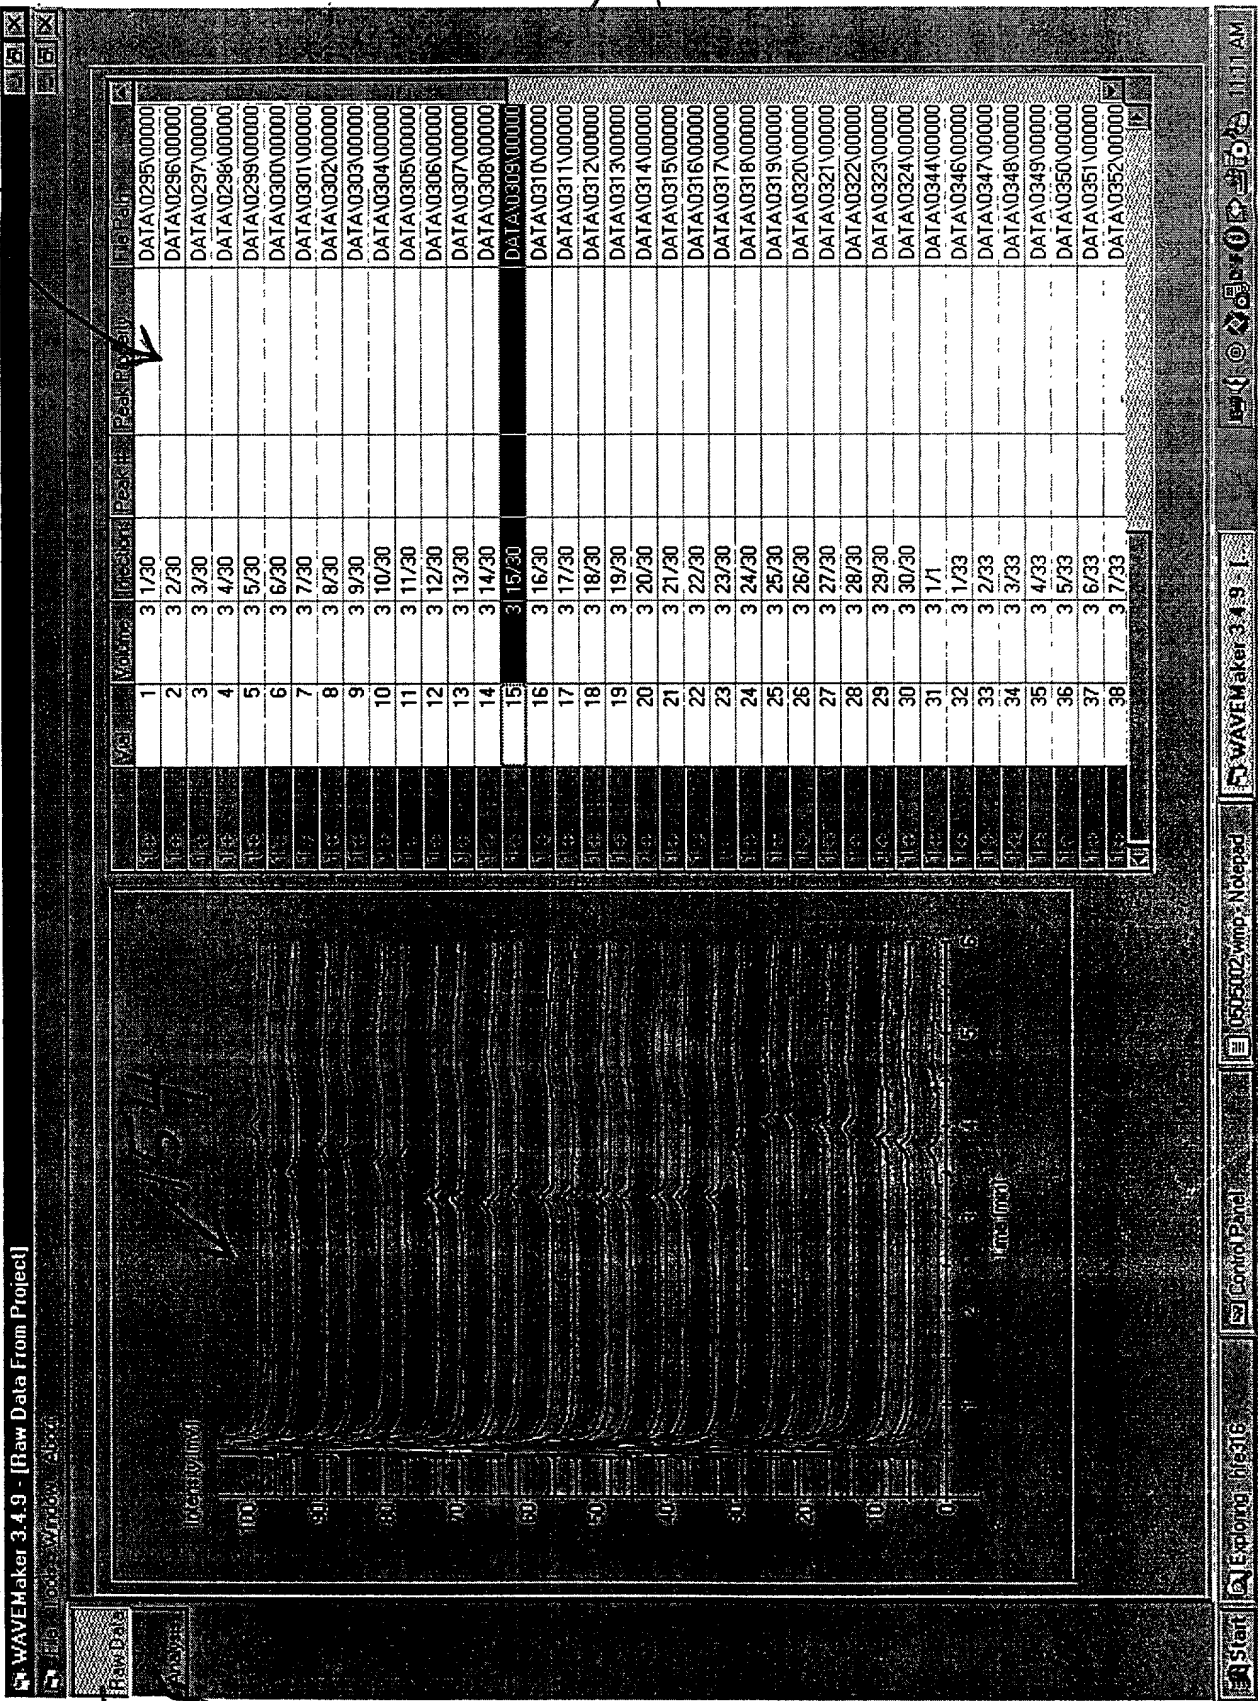 WAVEMaker 3.4.9 - [Raw Data From Project]
File Tools Window About
Raw Data
Analysis
154
Intensity [mV]
100
90
80
70
60
50
40
30
20
10
0
1 2 3 4 5 6
Time [min]
Vial Volume Injections Peak # Peak Ploidy File Path
1 3 1/30 DATA\0295\00000
2 3 2/30 DATA\0296\00000
3 3 3/30 DATA\0297\00000
4 3 4/30 DATA\0298\00000
5 3 5/30 DATA\0299\00000
6 3 6/30 DATA\0300\00000
7 3 7/30 DATA\0301\00000
8 3 8/30 DATA\0302\00000
9 3 9/30 DATA\0303\00000
10 3 10/30 DATA\0304\00000
11 3 11/30 DATA\0305\00000
12 3 12/30 DATA\0306\00000
13 3 13/30 DATA\0307\00000
14 3 14/30 DATA\0308\00000
15 3 15/30 DATA\0309\00000
16 3 16/30 DATA\0310\00000
17 3 17/30 DATA\0311\00000
18 3 18/30 DATA\0312\00000
19 3 19/30 DATA\0313\00000
20 3 20/30 DATA\0314\00000
21 3 21/30 DATA\0315\00000
22 3 22/30 DATA\0316\00000
23 3 23/30 DATA\0317\00000
24 3 24/30 DATA\0318\00000
25 3 25/30 DATA\0319\00000
26 3 26/30 DATA\0320\00000
27 3 27/30 DATA\0321\00000
28 3 28/30 DATA\0322\00000
29 3 29/30 DATA\0323\00000
30 3 30/30 DATA\0324\00000
31 3 1/1 DATA\0344\00000
32 3 1/33 DATA\0346\00000
33 3 2/33 DATA\0347\00000
34 3 3/33 DATA\0348\00000
35 3 4/33 DATA\0349\00000
36 3 5/33 DATA\0350\00000
37 3 6/33 DATA\0351\00000
38 3 7/33 DATA\0352\00000
Start Exploring Control Panel 0505002.wmp - Notepad WAVEMaker 3.4.9 - [... 11:11 AM